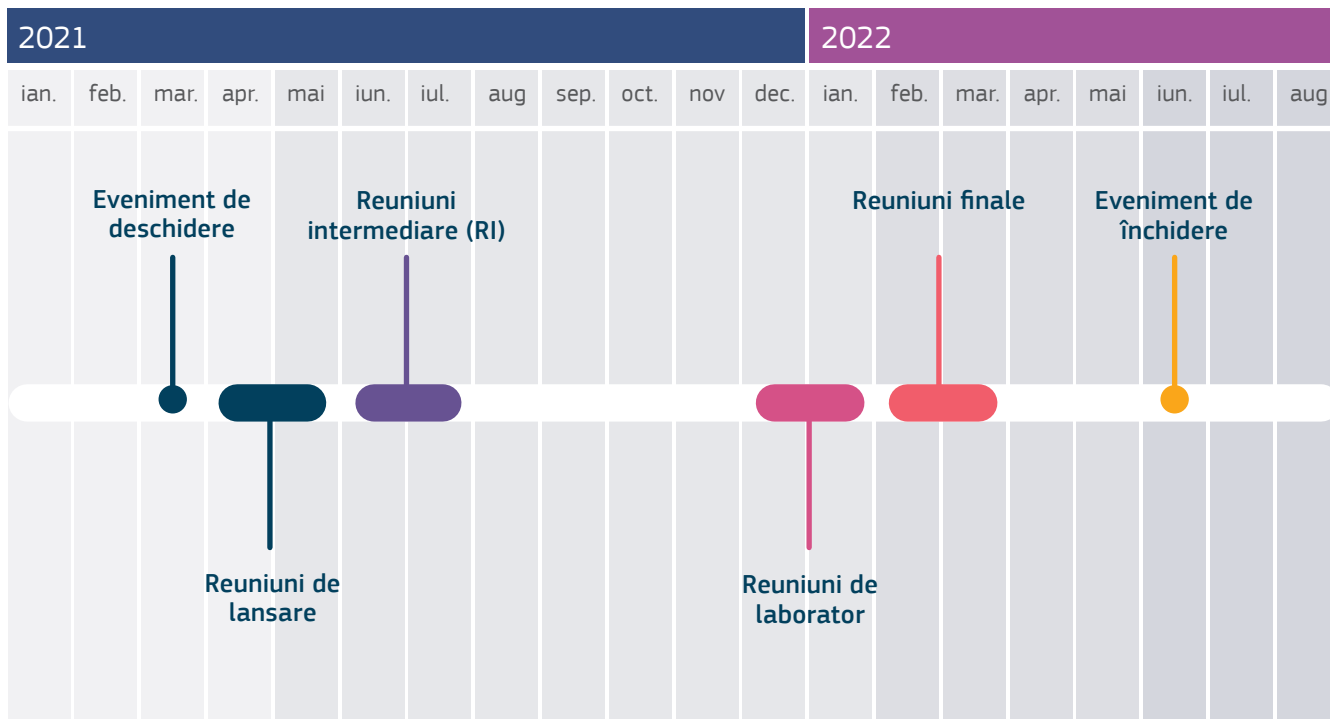 2021 2022
ian. feb. mar. apr. mai iun. iul. aug sep. oct. nov dec. ian. feb. mar. apr. mai iun. iul. aug
Eveniment de
deschidere
Reuniuni
intermediare (RI)
Reuniuni finale
Eveniment de
închidere
Reuniuni de
lansare
Reuniuni de
laborator